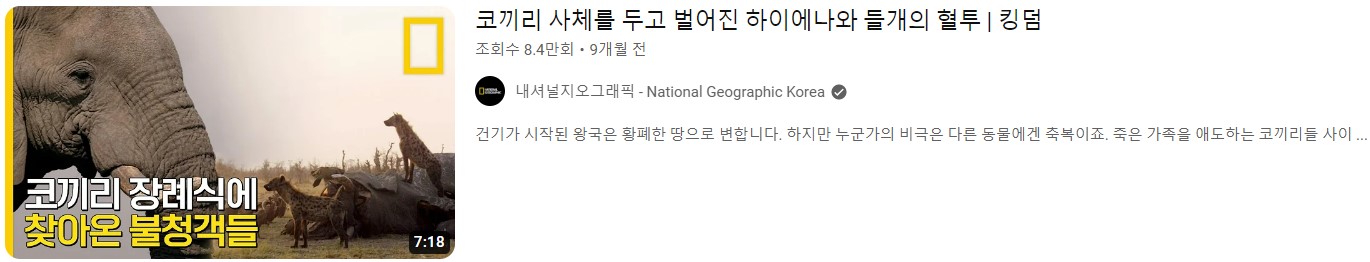 코끼리 장례식에
찾아온 불청객들
7:18
코끼리 사체를 두고 벌어진 하이에나와 들개의 혈투 | 킹덤
조회수 8.4만회 • 9개월 전
내셔널지오그래픽 - National Geographic Korea
건기가 시작된 왕국은 황폐한 땅으로 변합니다. 하지만 누군가의 비극은 다른 동물에겐 축복이죠. 죽은 가족을 애도하는 코끼리들 사이 ...